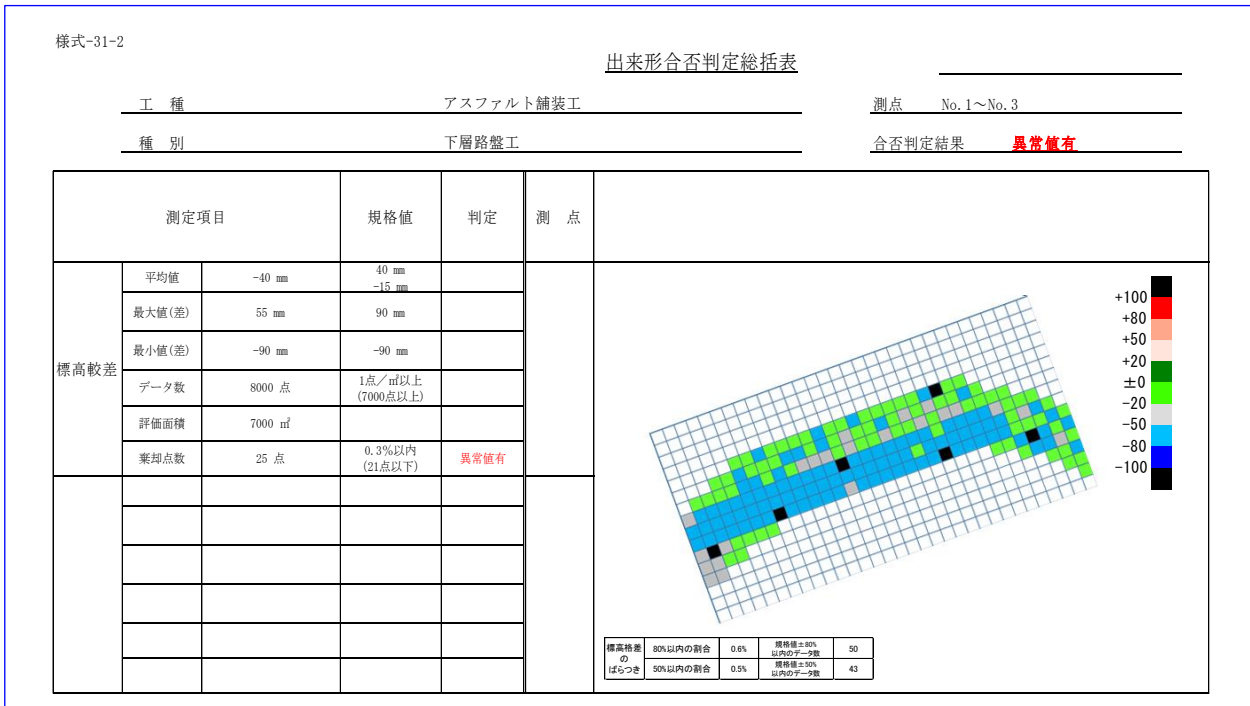 様式-31-2
出来形合否判定総括表
工　種　アスファルト舗装工　測点　No.1～No.3
種　別　下層路盤工　合否判定結果　異常値有
測定項目　規格値　判定　測　点
標高較差
平均値　-40 ㎜　40 ㎜
-15 ㎜
最大値(差)　55 ㎜　90 ㎜
最小値(差)　-90 ㎜　-90 ㎜
データ数　8000 点　1点／㎡以上
(7000点以上)
評価面積　7000 ㎡
棄却点数　25 点　0.3%以内
(21点以下)　異常値有
+100
+80
+50
+20
±0
-20
-50
-80
-100
標高格差
の
ばらつき
80%以内の割合　0.6%　規格値±80%
以内のデータ数　50
50%以内の割合　0.5%　規格値±50%
以内のデータ数　43